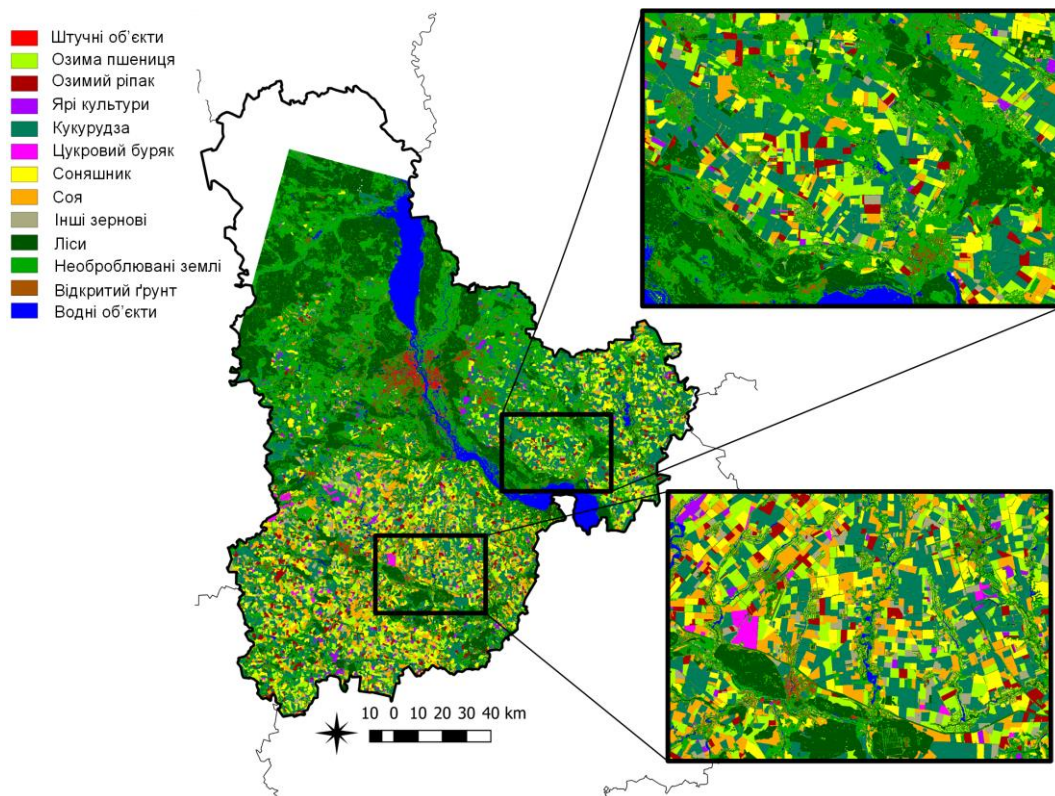 Штучні об'єкти
Озима пшениця
Озимий ріпак
Ярі культури
Кукурудза
Цукровий буряк
Соняшник
Соя
Інші зернові
Ліси
Необроблювані землі
Відкритий ґрунт
Водні об'єкти
10 0 10 20 30 40 km